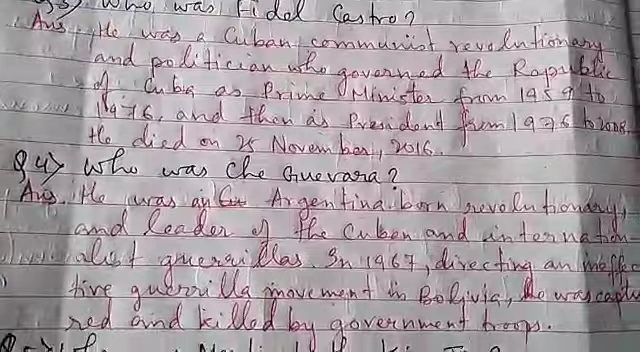 Q3) Who was Fidel Castro?
Ans. He was a Cuban communist revolutionary
and politician who governed the Republic
of Cuba as Prime Minister from 1959 to
1976, and then as President from 1976 to 2008.
He died on 25 November, 2016.
Q4) Who was Che Guevara?
Ans. He was an Argentina born revolutionary,
and leader of the Cuban and internation-
alist guerrillas. In 1967, directing an ineffec
tive guerrilla movement in Bolivia, he was captu
red and killed by government troops.